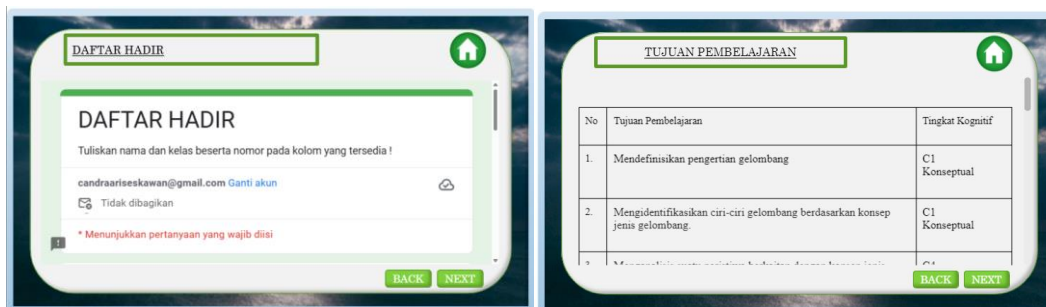 DAFTAR HADIR
DAFTAR HADIR
Tuliskan nama dan kelas beserta nomor pada kolom yang tersedia !
candraariseskawan@gmail.com Ganti akun
Tidak dibagikan
* Menunjukkan pertanyaan yang wajib diisi
BACK NEXT
TUJUAN PEMBELAJARAN
No Tujuan Pembelajaran Tingkat Kognitif
1. Mendefinisikan pengertian gelombang C1
Konseptual
2. Mengidentifikasikan ciri-ciri gelombang berdasarkan konsep C1
jenis gelombang. Konseptual
BACK NEXT